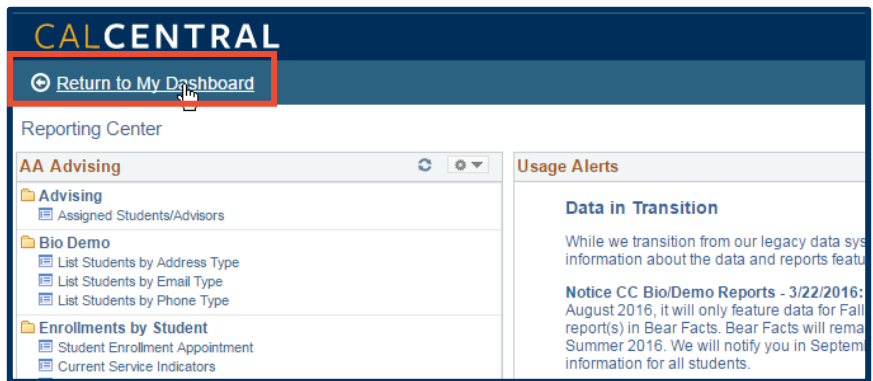 CALCENTRAL
Return to My Dashboard
Reporting Center
AA Advising
Advising
Assigned Students/Advisors
Bio Demo
List Students by Address Type
List Students by Email Type
List Students by Phone Type
Enrollments by Student
Student Enrollment Appointment
Current Service Indicators
Usage Alerts
Data in Transition
While we transition from our legacy data sys
information about the data and reports featu
Notice CC Bio/Demo Reports - 3/22/2016:
August 2016, it will only feature data for Fall
report(s) in Bear Facts. Bear Facts will rema
Summer 2016. We will notify you in Septem
information for all students.